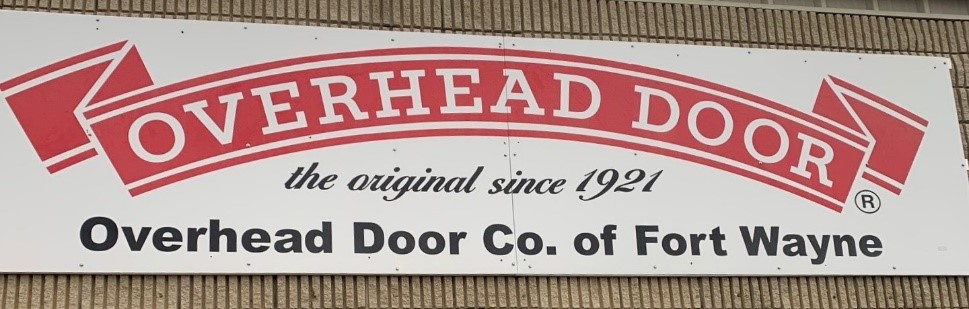 OVERHEAD DOOR
®
the original since 1921
Overhead Door Co. of Fort Wayne